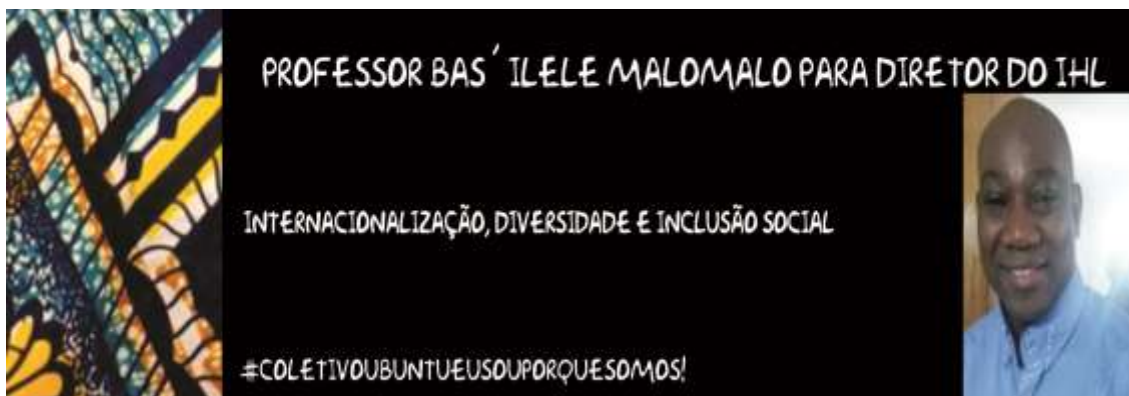 PROFESSOR BAS´ ILELE MALOMALO PARA DIRETOR DO IHL
INTERNACIONALIZAÇÃO, DIVERSIDADE E INCLUSÃO SOCIAL
#COLETIVOUBUNTUEUSOUPORQUESOMOS!